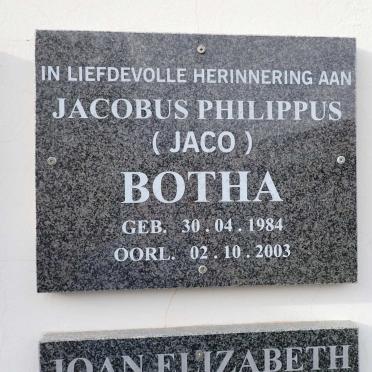 IN LIEFDEVOLLE HERINNERING AAN
JACOBUS PHILIPPUS
( JACO )
BOTHA
GEB. 30 . 04 . 1984
OORL. 02 . 10 . 2003
JOAN ELIZABETH